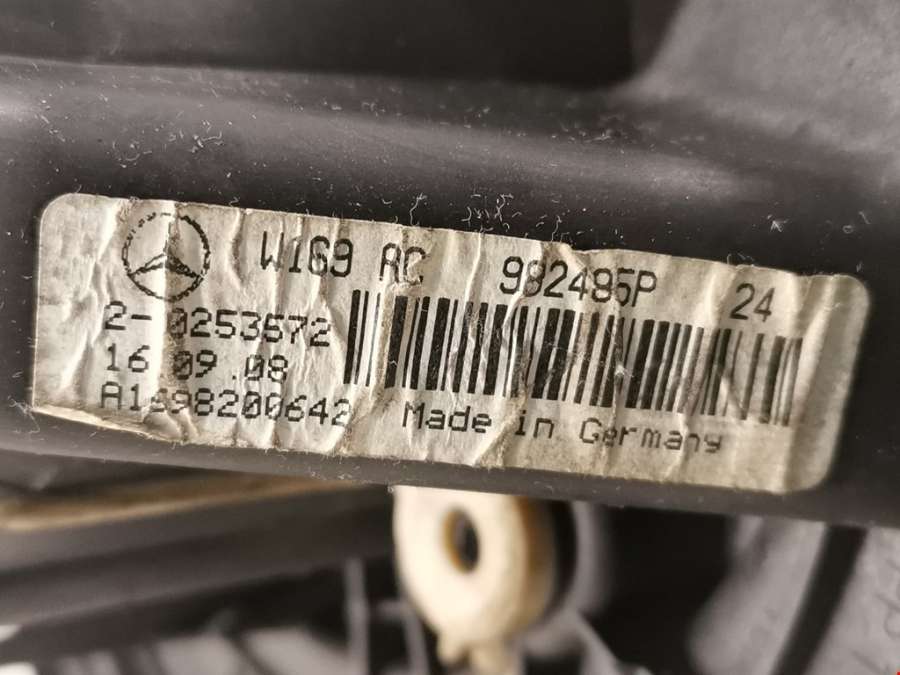 W169 AC 982485P 24
2-0253572
16.09.08
A1698200642 Made in Germany